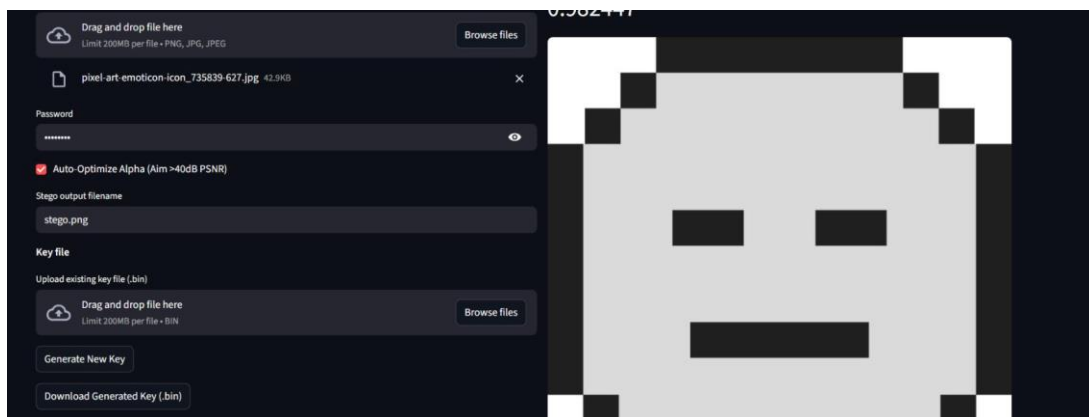 0.982447
Drag and drop file here
Limit 200MB per file • PNG, JPG, JPEG
Browse files
pixel-art-emoticon-icon_735839-627.jpg 42.9KB
Password
••••••••
Auto-Optimize Alpha (Aim >40dB PSNR)
Stego output filename
stego.png
Key file
Upload existing key file (.bin)
Drag and drop file here
Limit 200MB per file • BIN
Browse files
Generate New Key
Download Generated Key (.bin)